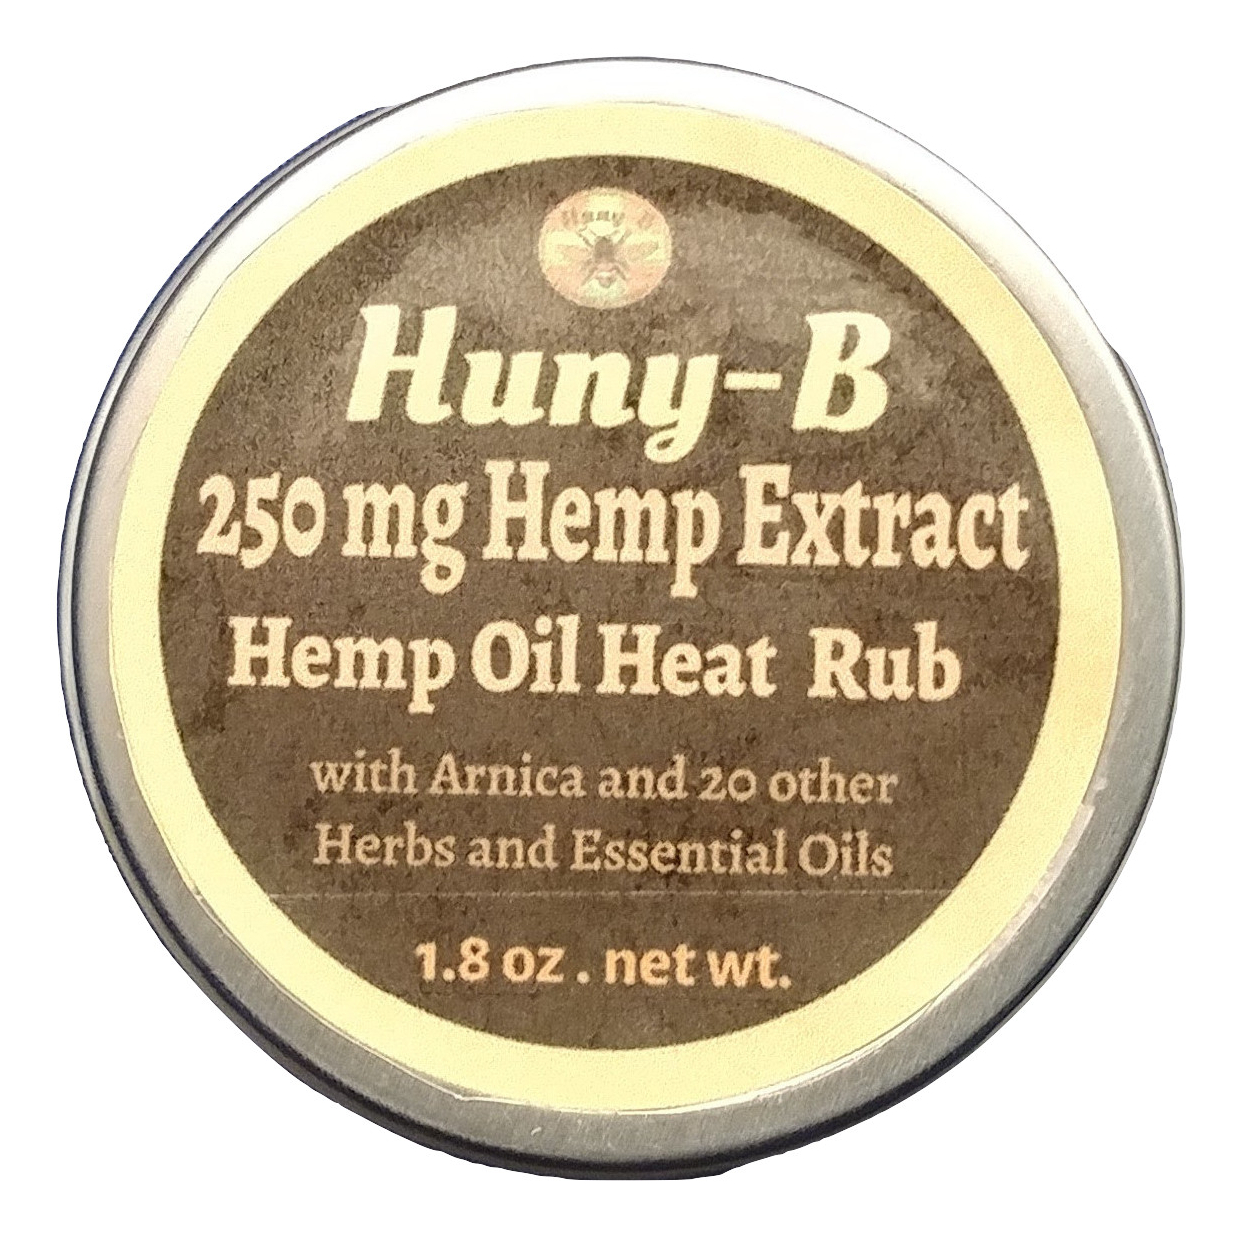 Huny B
Huny-B
250 mg Hemp Extract
Hemp Oil Heat Rub
with Arnica and 20 other
Herbs and Essential Oils
1.8 oz. net wt.